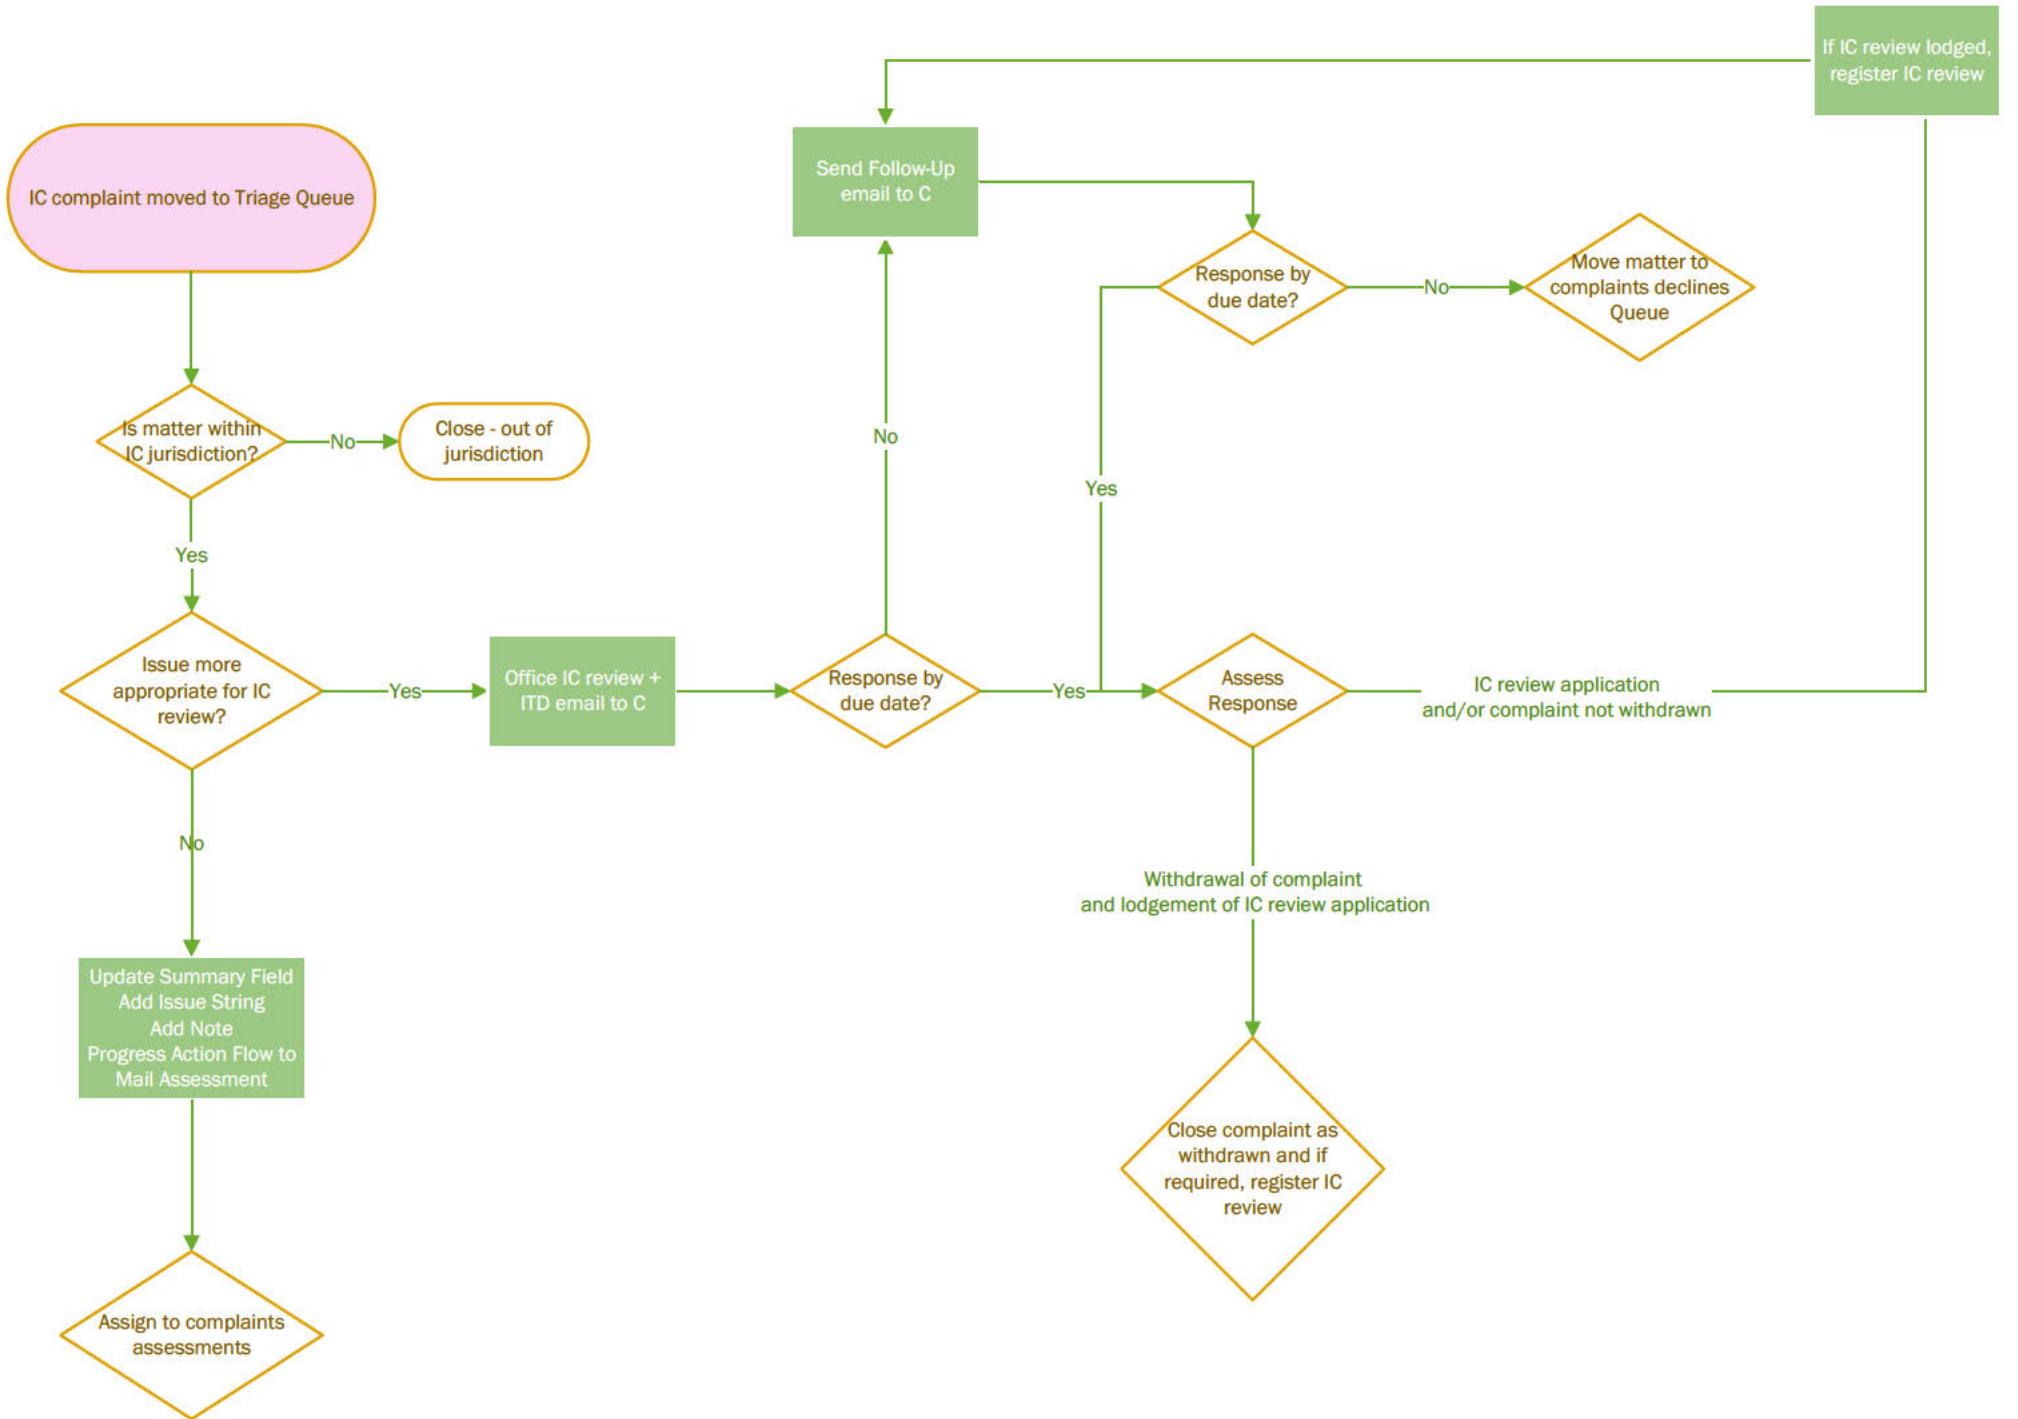 If IC review lodged,
register IC review
Send Follow-Up
email to C
IC complaint moved to Triage Queue
Response by
due date?
No
Move matter to
complaints declines
Queue
Is matter within
IC jurisdiction?
No
Close - out of
jurisdiction
No
Yes
Yes
Issue more
appropriate for IC
review?
Yes
Office IC review +
ITD email to C
Response by
due date?
Yes
Assess
Response
IC review application
and/or complaint not withdrawn
No
Withdrawal of complaint
and lodgement of IC review application
Update Summary Field
Add Issue String
Add Note
Progress Action Flow to
Mail Assessment
Close complaint as
withdrawn and if
required, register IC
review
Assign to complaints
assessments